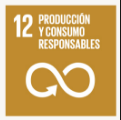 12 PRODUCCIÓN
Y CONSUMO
RESPONSABLES